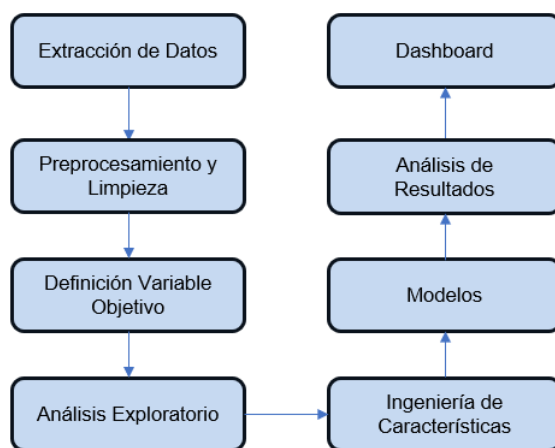 Extracción de Datos
Preprocesamiento y
Limpieza
Definición Variable
Objetivo
Análisis Exploratorio
Ingeniería de
Características
Modelos
Análisis de
Resultados
Dashboard